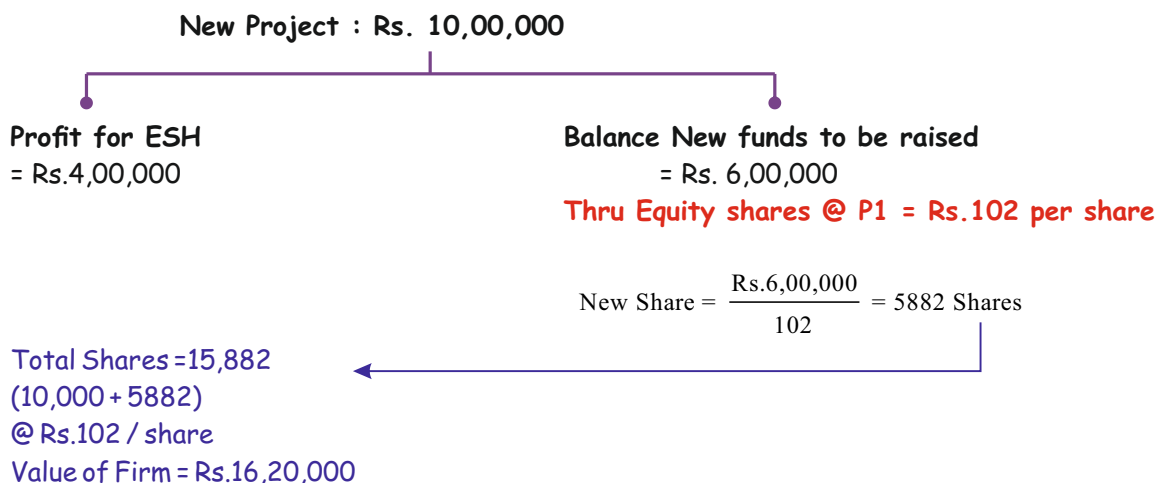 New Project : Rs. 10,00,000
Profit for ESH
= Rs.4,00,000
Balance New funds to be raised
= Rs. 6,00,000
Thru Equity shares @ P1 = Rs.102 per share
New Share = Rs.6,00,000 / 102 = 5882 Shares
Total Shares =15,882
(10,000 + 5882)
@ Rs.102 / share
Value of Firm = Rs.16,20,000